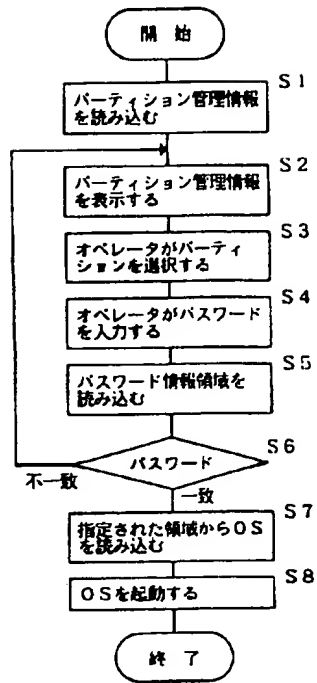 開 始
S1
パーティション管理情報
を読み込む
S2
パーティション管理情報
を表示する
S3
オペレータがパーティ
ションを選択する
S4
オペレータがパスワード
を入力する
S5
パスワード情報領域を
読み込む
S6
パスワード
不一致
一致
S7
指定された領域からOS
を読み込む
S8
OSを起動する
終 了